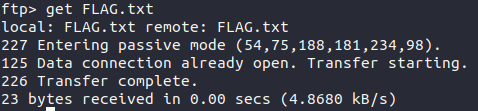 ftp> get FLAG.txt
local: FLAG.txt remote: FLAG.txt
227 Entering passive mode (54,75,188,181,234,98).
125 Data connection already open. Transfer starting.
226 Transfer complete.
23 bytes received in 0.00 secs (4.8680 kB/s)